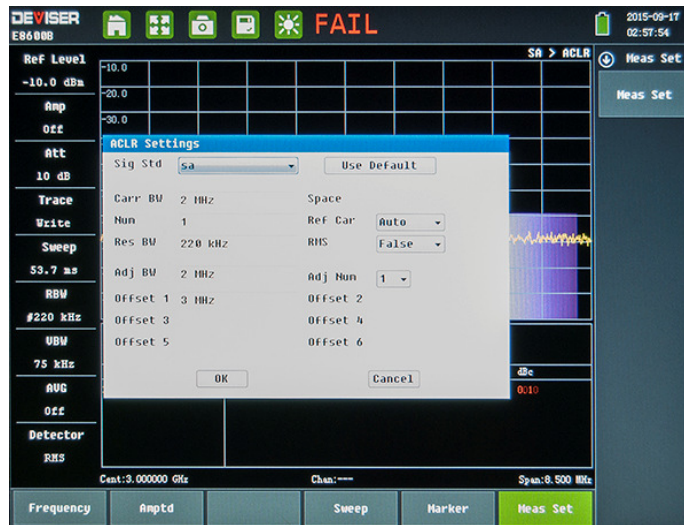 DEVISER
E8600B
FAIL
2015-09-17
02:57:54
Ref Level
-10.0 dBm
Amp
Off
Att
10 dB
Trace
Write
Sweep
53.7 ms
RBW
#220 kHz
VBW
75 kHz
AVG
Off
Detector
RMS
SA > ACLR
-10.0
-20.0
-30.0
ACLR Settings
Sig Std sa Use Default
Carr BW 2 MHz Space
Num 1 Ref Car Auto
Res BW 220 kHz RMS False
Adj BW 2 MHz Adj Num 1
Offset 1 3 MHz Offset 2
Offset 3 Offset 4
Offset 5 Offset 6
OK Cancel
dBc
Cent:3.000000 GHz Chan:--- Span:8.500 MHz
Meas Set
Meas Set
Frequency Amptd Sweep Marker Meas Set